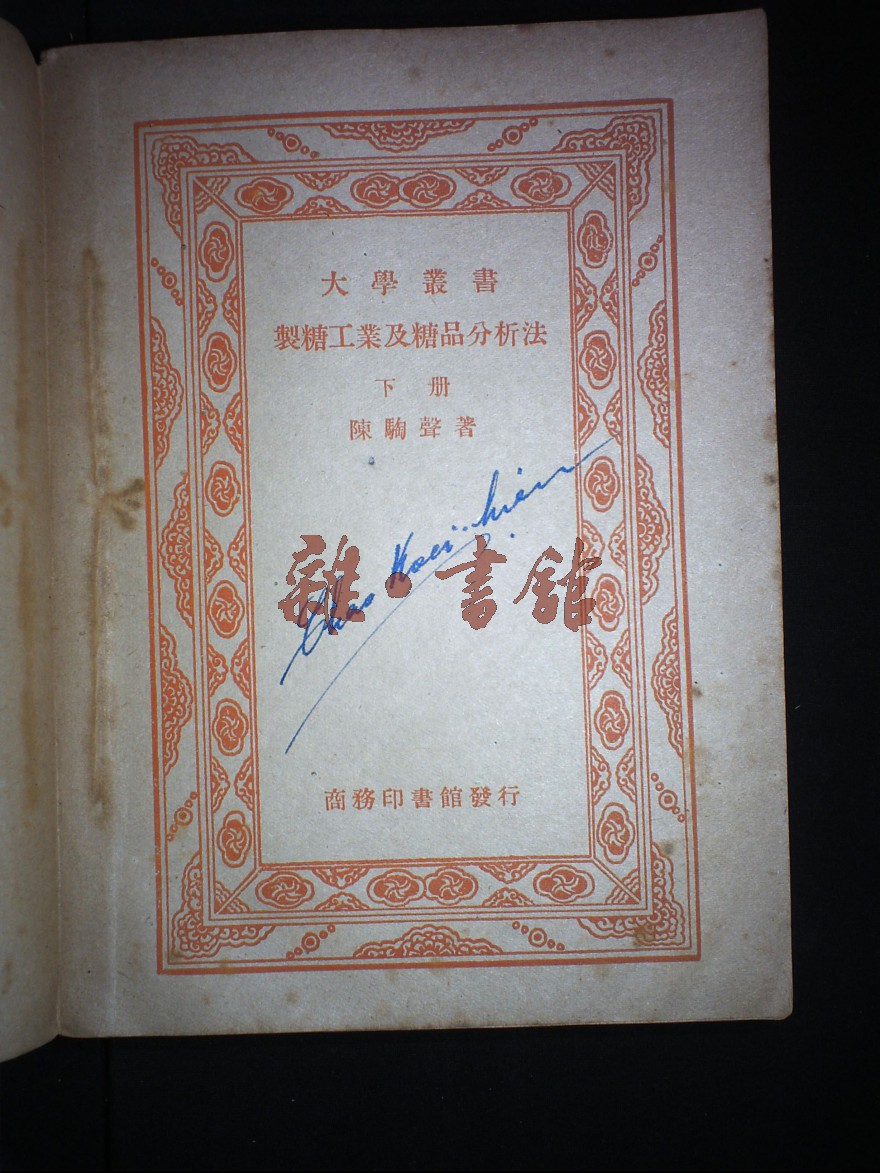 大學叢書
製糖工業及糖品分析法
下册
陳騊聲著
雜·書館
商務印書館發行